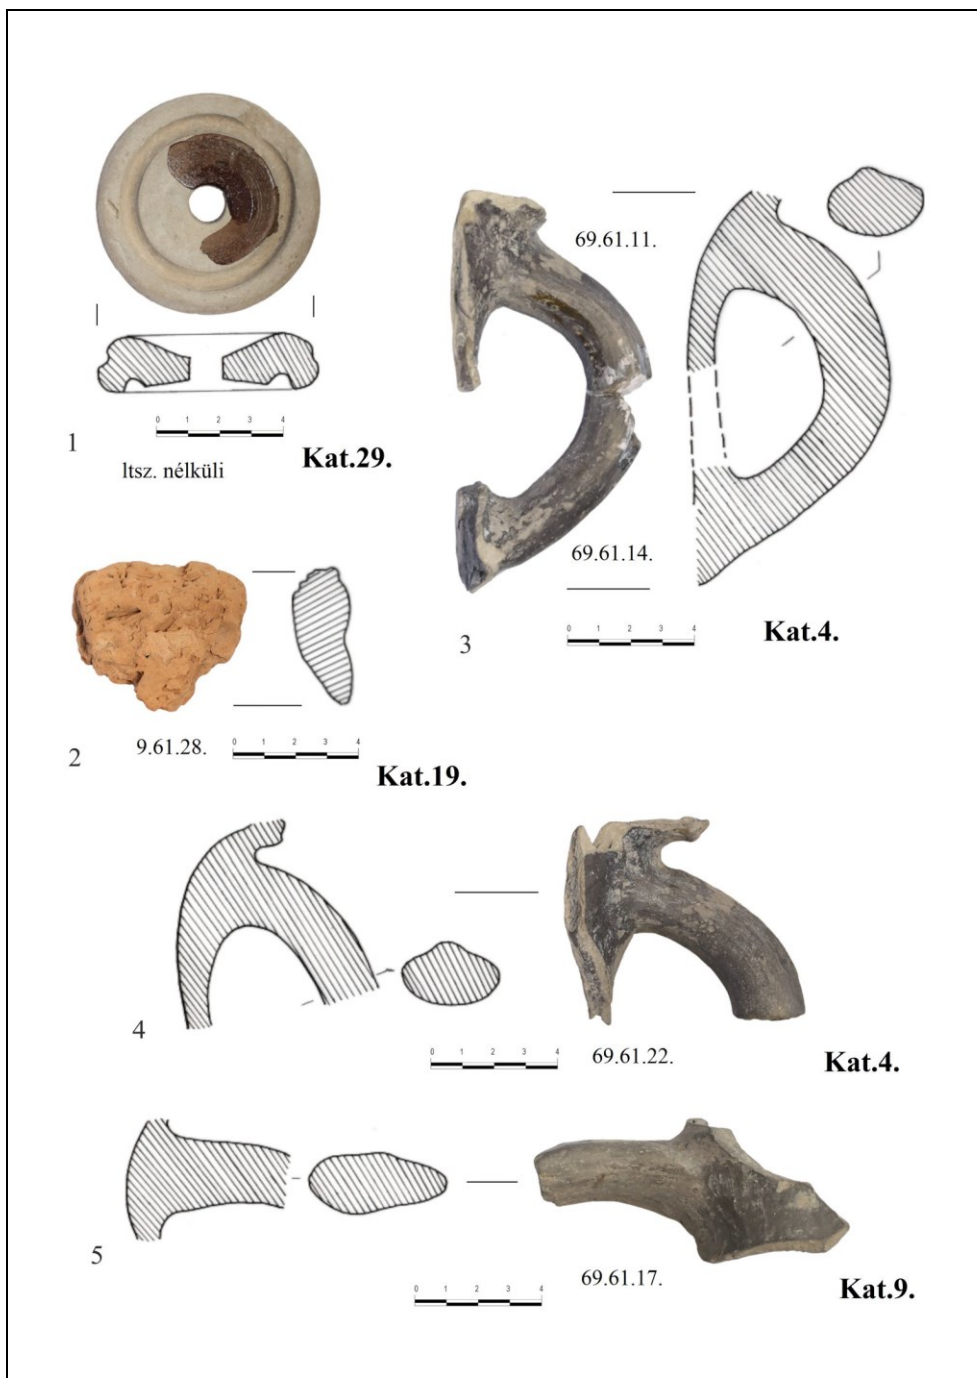 0 1 2 3 4
1
ltsz. nélküli
Kat.29.
69.61.11.
69.61.14.
0 1 2 3 4
3
Kat.4.
9.61.28.
0 1 2 3 4
2
Kat.19.
4
0 1 2 3 4
69.61.22.
Kat.4.
5
0 1 2 3 4
69.61.17.
Kat.9.